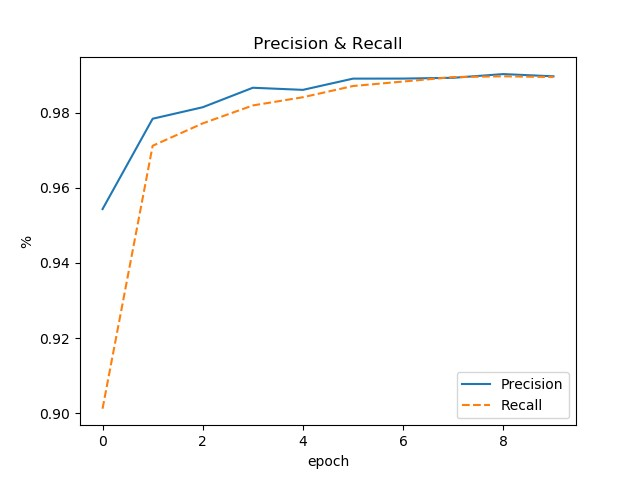 Precision & Recall
0.98
0.96
0.94
0.92
0.90
%
0 2 4 6 8
epoch
Precision
Recall